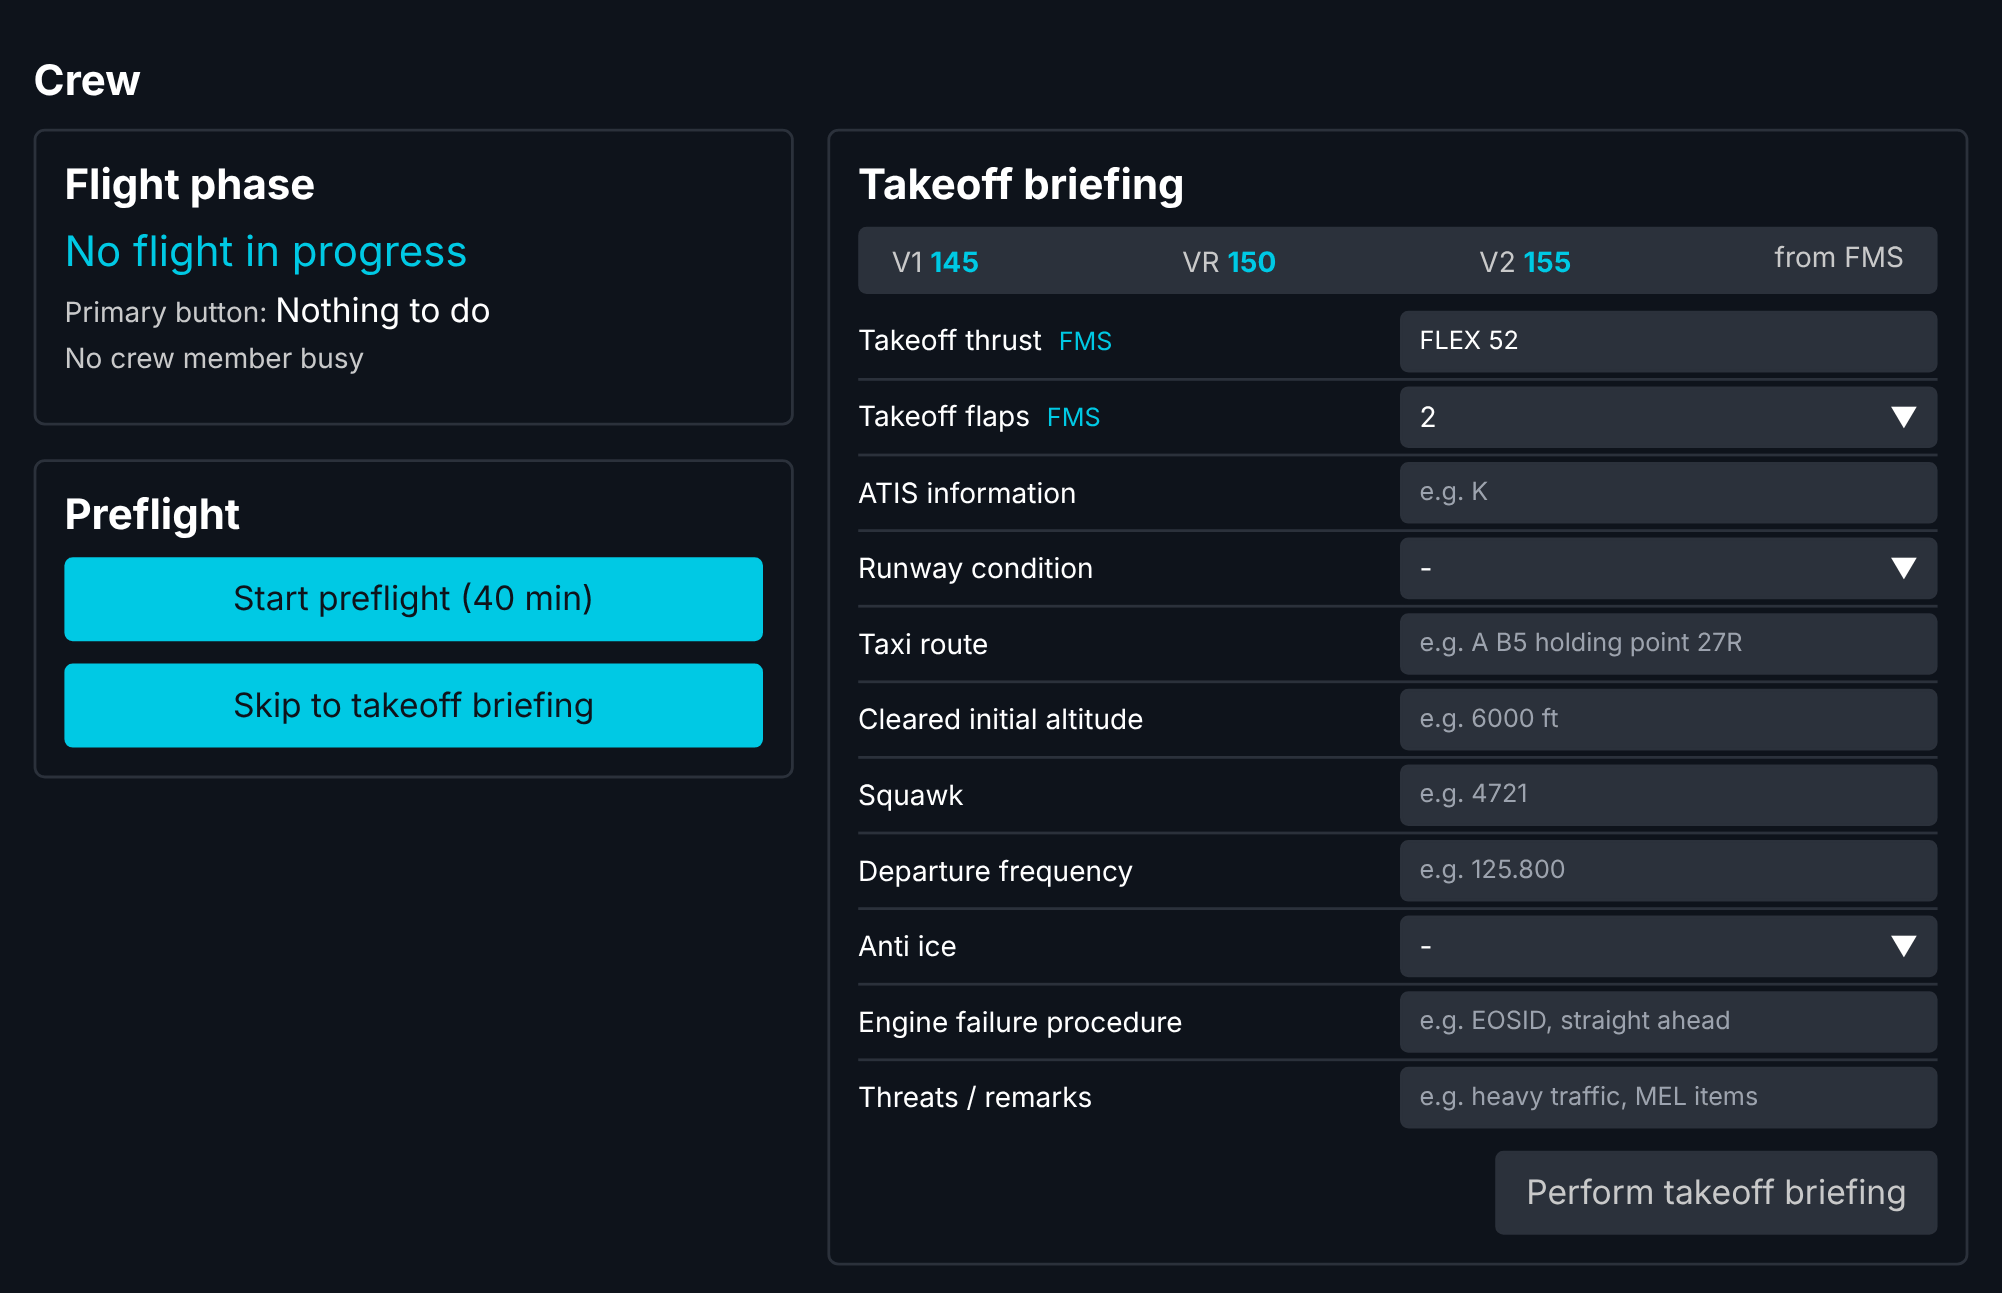 Crew
Flight phase
No flight in progress
Primary button: Nothing to do
No crew member busy
Preflight
Start preflight (40 min)
Skip to takeoff briefing
Takeoff briefing
V1 145 VR 150 V2 155 from FMS
Takeoff thrust FMS FLEX 52
Takeoff flaps FMS 2
ATIS information e.g. K
Runway condition -
Taxi route e.g. A B5 holding point 27R
Cleared initial altitude e.g. 6000 ft
Squawk e.g. 4721
Departure frequency e.g. 125.800
Anti ice -
Engine failure procedure e.g. EOSID, straight ahead
Threats / remarks e.g. heavy traffic, MEL items
Perform takeoff briefing